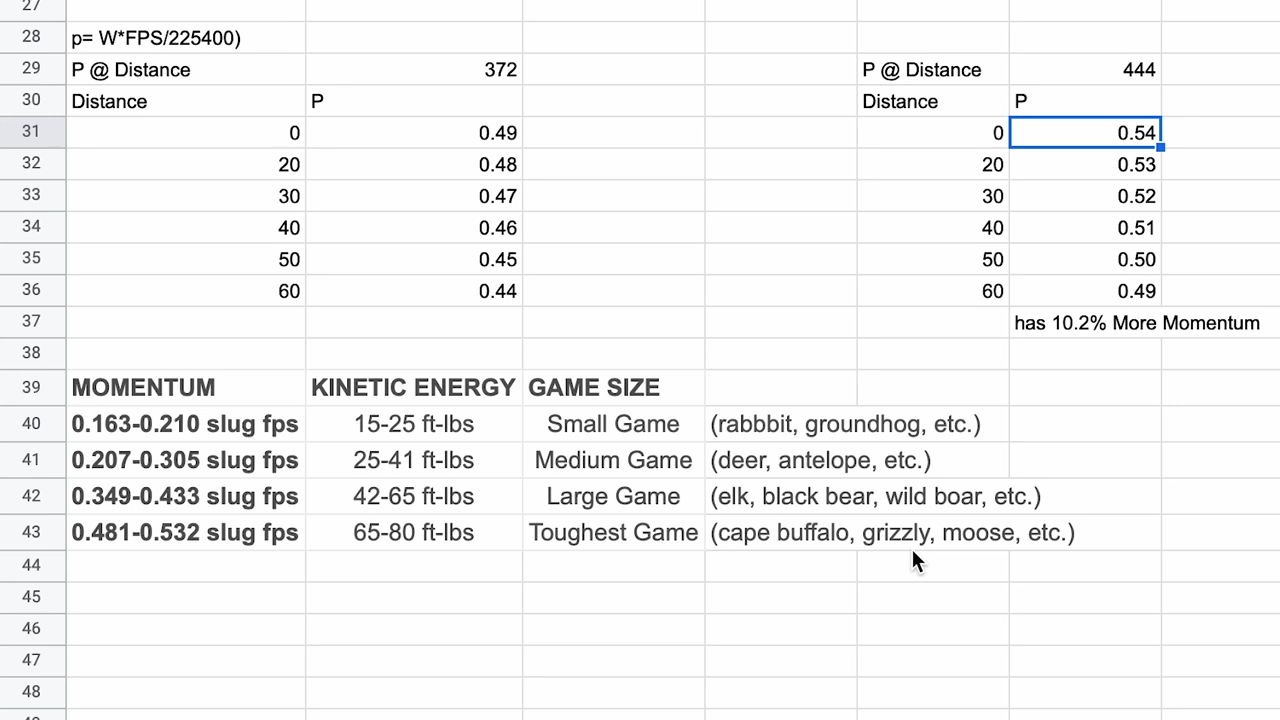 27
28 p= W*FPS/225400)
29 P @ Distance 372 P @ Distance 444
30 Distance P Distance P
31 0 0.49 0 0.54
32 20 0.48 20 0.53
33 30 0.47 30 0.52
34 40 0.46 40 0.51
35 50 0.45 50 0.50
36 60 0.44 60 0.49
37 has 10.2% More Momentum
38
39 MOMENTUM KINETIC ENERGY GAME SIZE
40 0.163-0.210 slug fps 15-25 ft-lbs Small Game (rabbbit, groundhog, etc.)
41 0.207-0.305 slug fps 25-41 ft-lbs Medium Game (deer, antelope, etc.)
42 0.349-0.433 slug fps 42-65 ft-lbs Large Game (elk, black bear, wild boar, etc.)
43 0.481-0.532 slug fps 65-80 ft-lbs Toughest Game (cape buffalo, grizzly, moose, etc.)
44
45
46
47
48